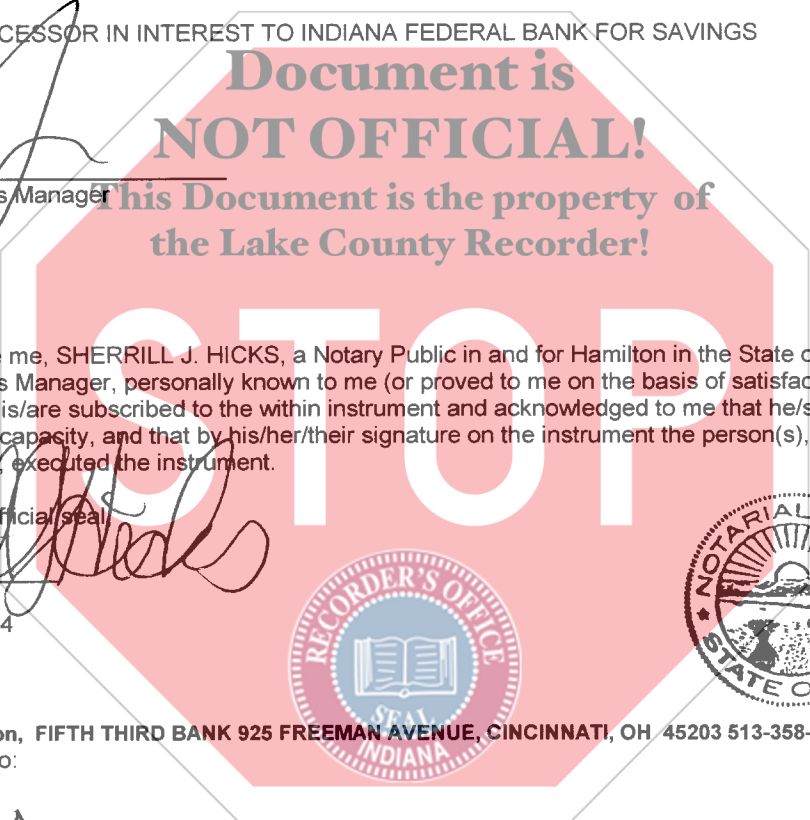 CESSOR IN INTEREST TO INDIANA FEDERAL BANK FOR SAVINGS
Document is
NOT OFFICIAL!
s Manager
This Document is the property of
the Lake County Recorder!
STOP
e me, SHERRILL J. HICKS, a Notary Public in and for Hamilton in the State o
s Manager, personally known to me (or proved to me on the basis of satisfac
is/are subscribed to the within instrument and acknowledged to me that he/s
capacity, and that by his/her/their signature on the instrument the person(s),
, executed the instrument.
ficial seal
Hicks
NOTARIAL
STATE O
4
RECORDER'S OFFICE
SEAL
INDIANA
on, FIFTH THIRD BANK 925 FREEMAN AVENUE, CINCINNATI, OH 45203 513-358-
o: